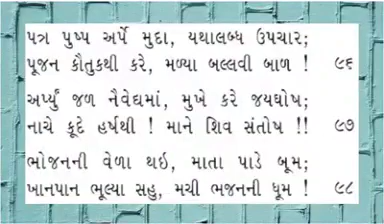 પત્ર પુષ્પ અર્પે મુદા, યથાલબ્ધ ઉપચાર;
પૂજન કૌતુકથી કરે, મળ્યા બલ્લવી બાળ ! ૯૬
અર્પ્યું જળ નૈવેદ્યમાં, મુખે કરે જયઘોષ;
નાચે કૂદે હર્ષથી ! માને શિવ સંતોષ !! ૯૭
ભોજનની વેળા થઇ, માતા પાડે બૂમ;
ખાનપાન ભૂલ્યા સહુ, મચી ભજનની ધૂમ ! ૯૮